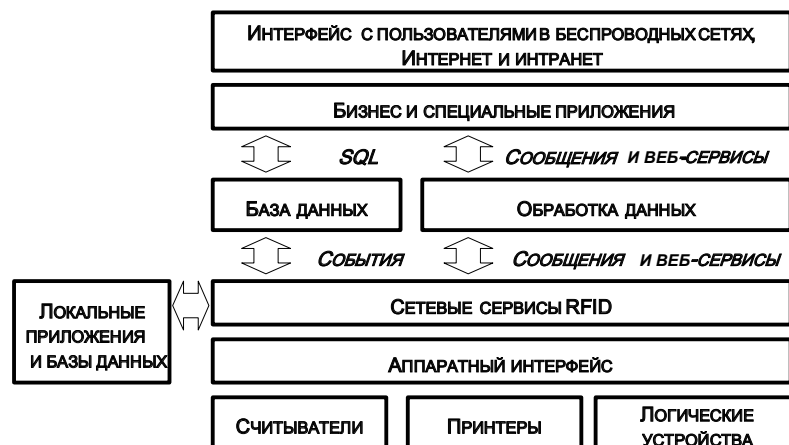 Интерфейс с пользователями в беспроводных сетях,
Интернет и интранет
Бизнес и специальные приложения
SQL
Сообщения и веб-сервисы
База данных
Обработка данных
События
Сообщения и веб-сервисы
Локальные
приложения
и базы данных
Сетевые сервисы RFID
Аппаратный интерфейс
Считыватели
Принтеры
Логические
устройства